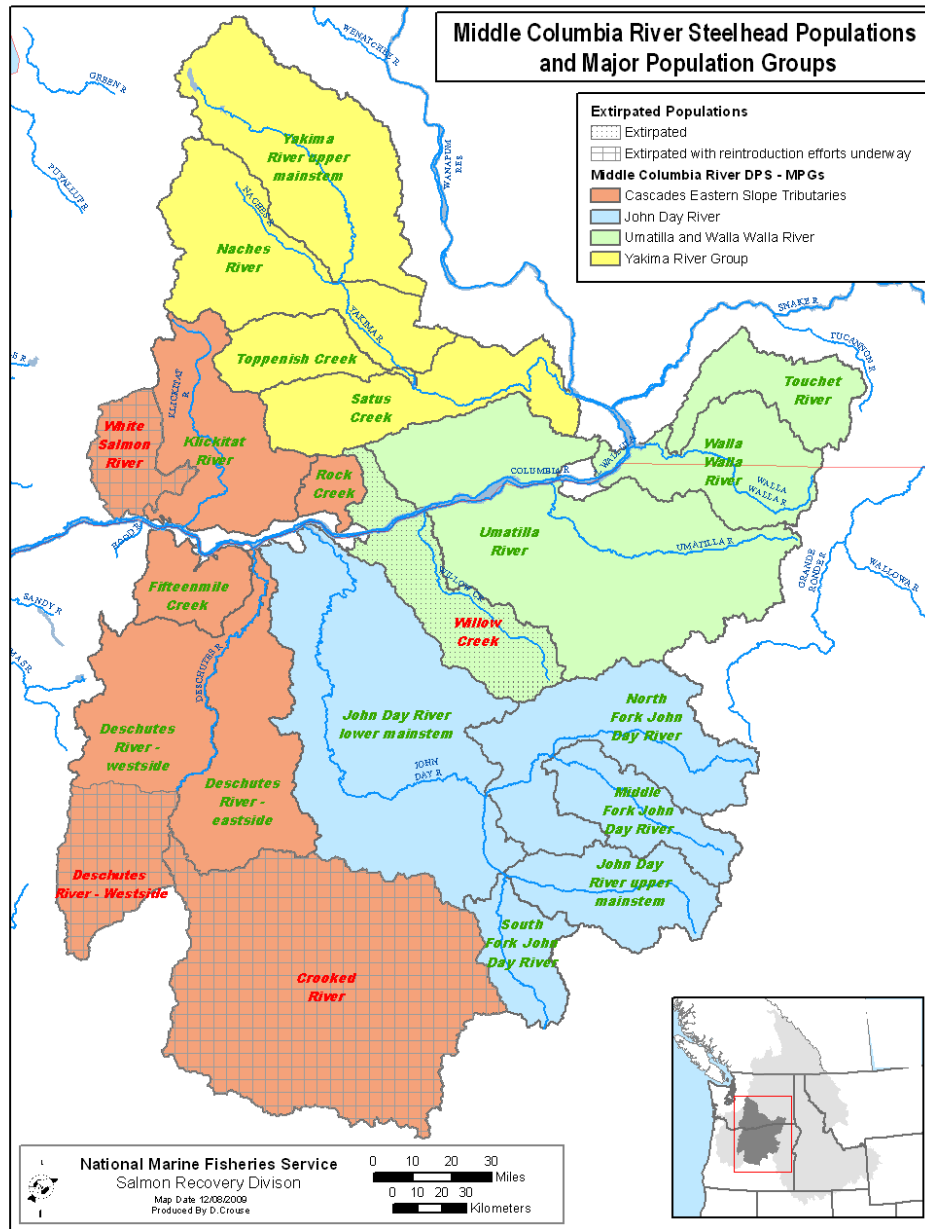 Middle Columbia River Steelhead Populations
and Major Population Groups
Extirpated Populations
Extirpated
Extirpated with reintroduction efforts underway
Middle Columbia River DPS - MPGs
Cascades Eastern Slope Tributaries
John Day River
Umatilla and Walla Walla River
Yakima River Group
WENATCHEE R
GREEN R
PUYALLUP R
WANAPUM
RES
Yakima
River upper
mainstem
NACHES R
Naches
River
YAKIMA R
SNAKE R
TUCANNON R
Toppenish Creek
Satus
Creek
KLICKITAT
R
White
Salmon
River
Klickitat
River
Rock
Creek
Touchet
River
Walla
Walla
River
WALLA
WALLA R
COLUMBIA R
Umatilla
River
UMATILLA R
HOOD R
GRANDE
RONDE R
WALLOWA R
Fifteenmile
Creek
WILLOW CR
Willow
Creek
SANDY R
MAS R
DESCHUTES R
Deschutes
River -
westside
Deschutes
River -
eastside
John Day River
lower mainstem
JOHN
DAY R
North
Fork John
Day River
Middle
Fork John
Day River
John Day
River upper
mainstem
South
Fork John
Day River
Deschutes
River - Westside
Crooked
River
National Marine Fisheries Service
Salmon Recovery Divison
Map Date 12/08/2009
Produced By D.Crouse
0 10 20 30
Miles
0 10 20 30
Kilometers